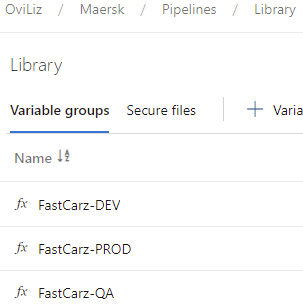 OviLiz / Maersk / Pipelines / Library
Library
Variable groups Secure files + Varia
Name
fx FastCarz-DEV
fx FastCarz-PROD
fx FastCarz-QA